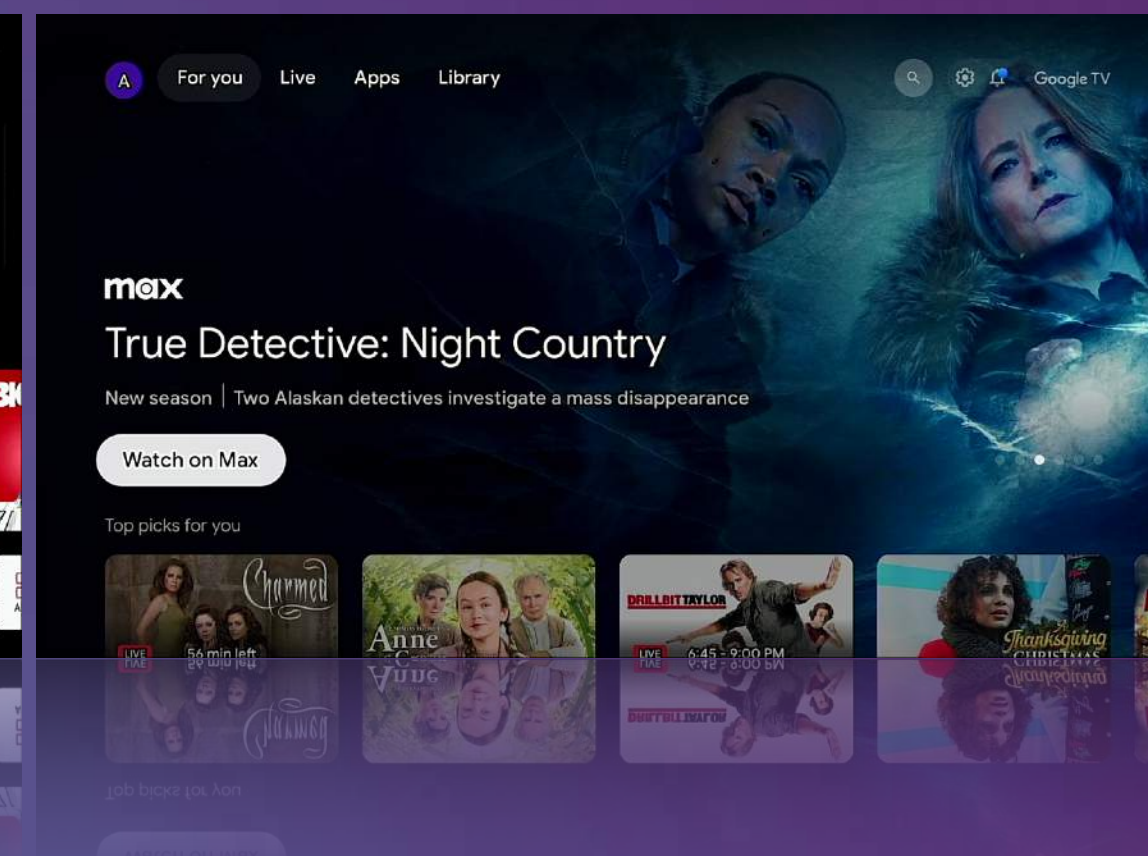 A For you Live Apps Library Google TV
max
True Detective: Night Country
New season | Two Alaskan detectives investigate a mass disappearance
Watch on Max
Top picks for you
Charmed
LIVE 56 min left
Anne
DRILLBIT TAYLOR
LIVE 6:45 - 9:00 PM
Thanksgiving
CHRISTMAS